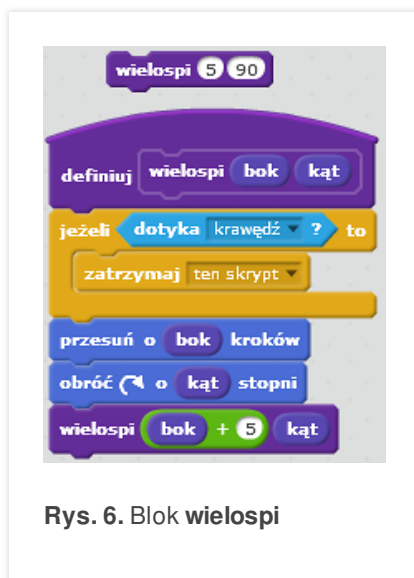 wielospi 5 90
definiuj wielospi bok kąt
jeżeli dotyka krawędź ? to
zatrzymaj ten skrypt
przesuń o bok kroków
obróć o kąt stopni
wielospi bok + 5 kąt
Rys. 6. Blok wielospi